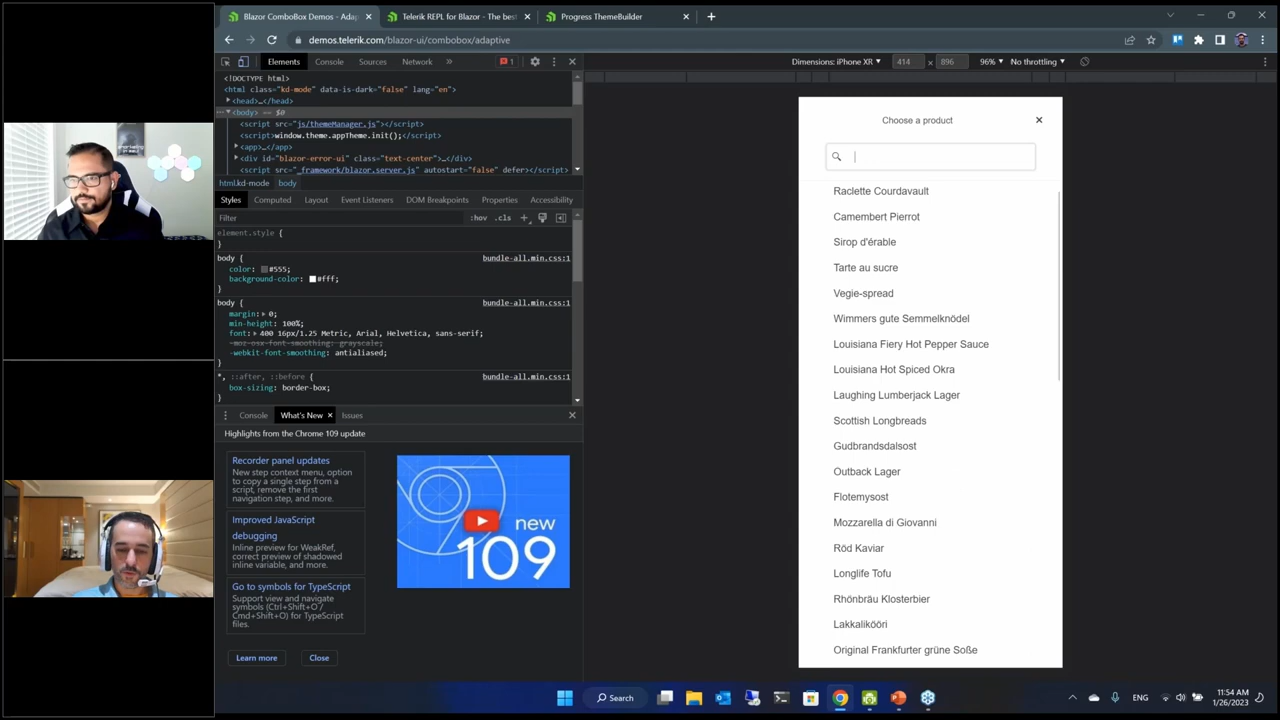 Blazor ComboBox Demos - Adap
Telerik REPL for Blazor - The best
Progress ThemeBuilder
demos.telerik.com/blazor-ui/combobox/adaptive
Elements
Console
Sources
Network
1
Dimensions: iPhone XR
414
896
96%
No throttling
<!DOCTYPE html>
<html class="kd-mode" data-is-dark="false" lang="en">
<head>…</head>
<body> == $0
<script src="js/themeManager.js"></script>
<script>window.theme.appTheme.init();</script>
<app>…</app>
<div id="blazor-error-ui" class="text-center">…</div>
<script src="_framework/blazor.server.js" autostart="false" defer></script>
html.kd-mode
body
Styles
Computed
Layout
Event Listeners
DOM Breakpoints
Properties
Accessibility
Filter
:hov
.cls
element.style {
}
body {
bundle-all.min.css:1
color: #555;
background-color: #fff;
}
body {
bundle-all.min.css:1
margin: 0;
min-height: 100%;
font: 400 16px/1.25 Metric, Arial, Helvetica, sans-serif;
-moz-osx-font-smoothing: grayscale;
-webkit-font-smoothing: antialiased;
}
*, ::after, ::before {
bundle-all.min.css:1
box-sizing: border-box;
}
Console
What's New
Issues
Highlights from the Chrome 109 update
Recorder panel updates
New step context menu, option
to copy a single step from a
script, remove the first
navigation step, and more.
Improved JavaScript
debugging
Inline preview for WeakRef,
correct preview of shadowed
inline variable, and more.
Go to symbols for TypeScript
Support view and navigate
symbols (Ctrl+Shift+O /
Cmd+Shift+O) for TypeScript
files.
new
109
Learn more
Close
Choose a product
Raclette Courdavault
Camembert Pierrot
Sirop d'érable
Tarte au sucre
Vegie-spread
Wimmers gute Semmelknödel
Louisiana Fiery Hot Pepper Sauce
Louisiana Hot Spiced Okra
Laughing Lumberjack Lager
Scottish Longbreads
Gudbrandsdalsost
Outback Lager
Flotemysost
Mozzarella di Giovanni
Röd Kaviar
Longlife Tofu
Rhönbräu Klosterbier
Lakkalikööri
Original Frankfurter grüne Soße
Search
ENG
11:54 AM
1/26/2023